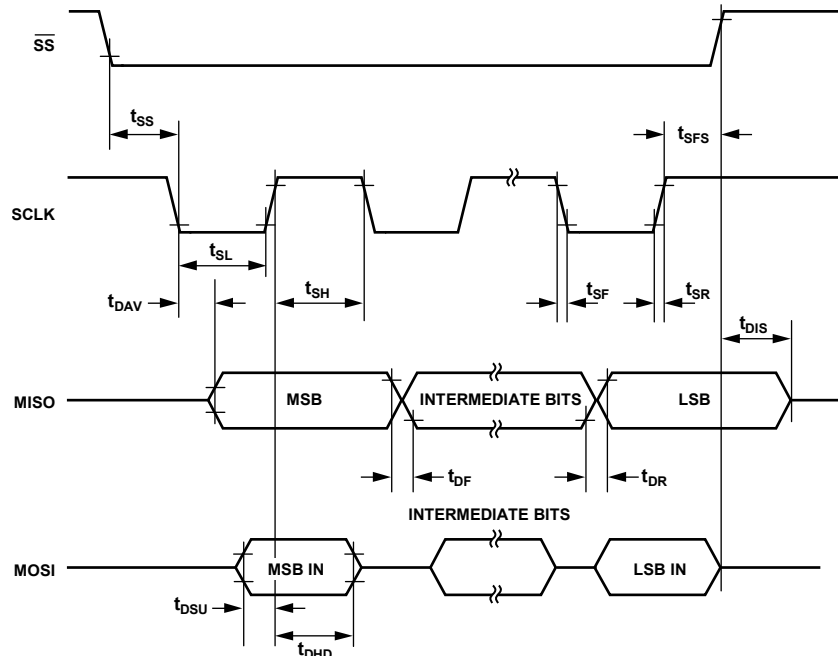 SS
tSS
tSFS
SCLK
tSL
tDAV
tSH
tSF
tSR
tDIS
MISO
MSB
INTERMEDIATE BITS
LSB
tDF
tDR
INTERMEDIATE BITS
MOSI
MSB IN
LSB IN
tDSU
tDHD